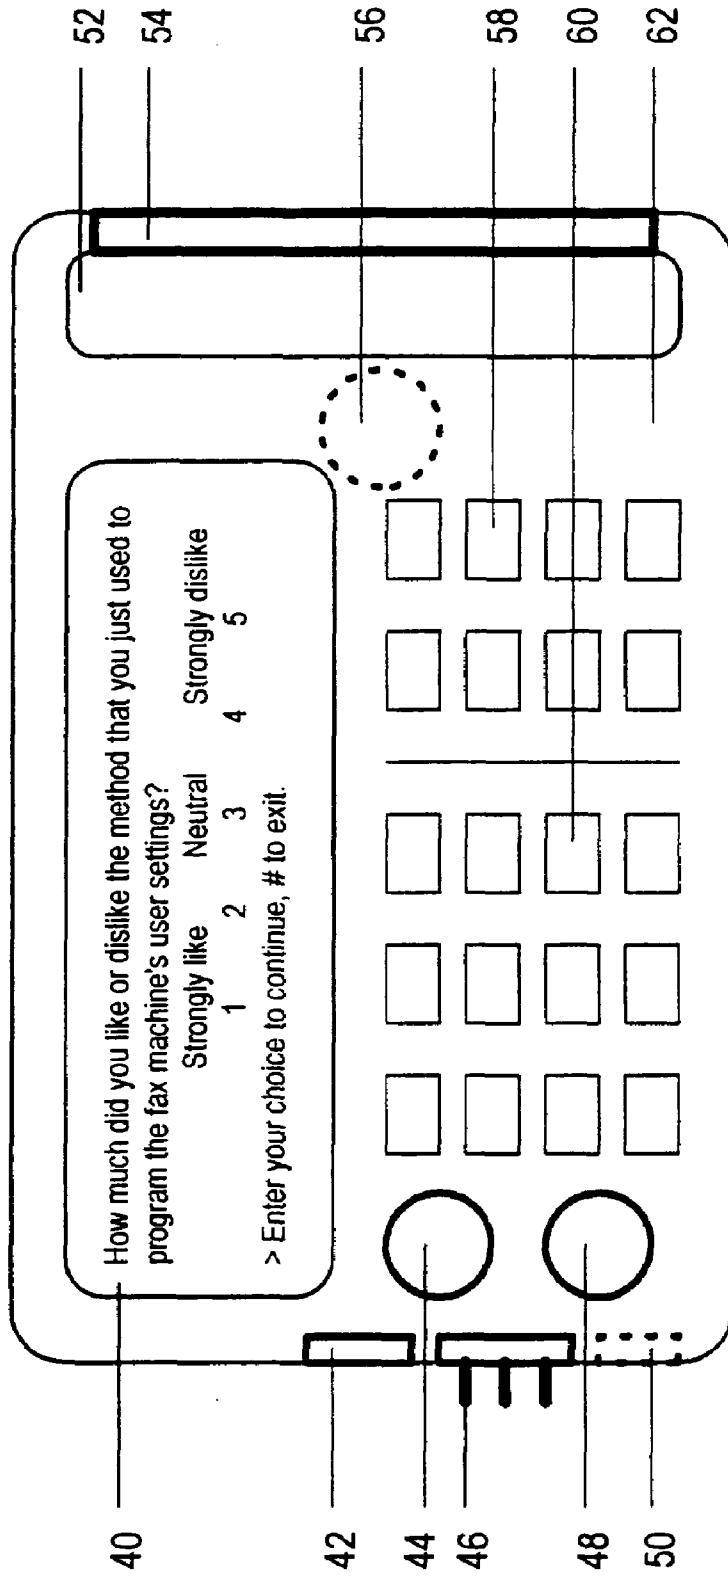 52
54
56
58
60
62
How much did you like or dislike the method that you just used to
program the fax machine's user settings?
Strongly like Neutral Strongly dislike
1 2 3 4 5
> Enter your choice to continue, # to exit.
40
42
44
46
48
50